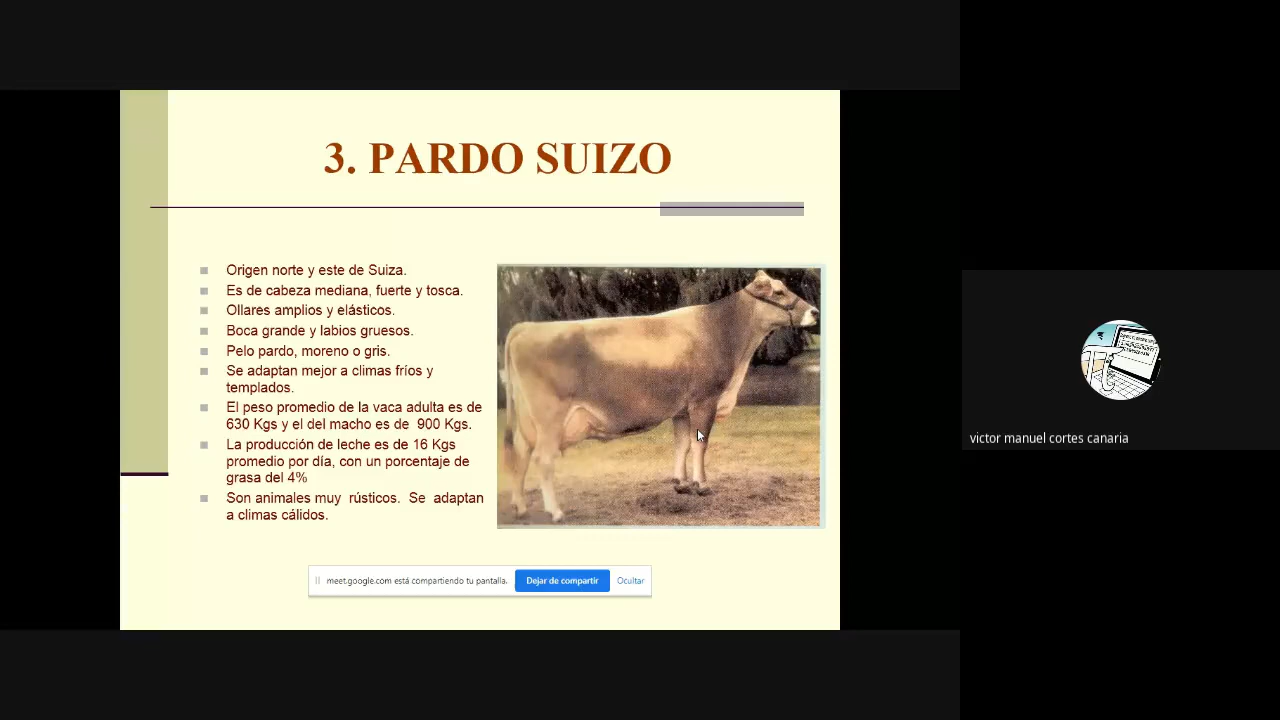 3. PARDO SUIZO
Origen norte y este de Suiza.
Es de cabeza mediana, fuerte y tosca.
Ollares amplios y elásticos.
Boca grande y labios gruesos.
Pelo pardo, moreno o gris.
Se adaptan mejor a climas fríos y
templados.
El peso promedio de la vaca adulta es de
630 Kgs y el del macho es de 900 Kgs.
La producción de leche es de 16 Kgs
promedio por día, con un porcentaje de
grasa del 4%
Son animales muy rústicos. Se adaptan
a climas cálidos.
meet.google.com está compartiendo tu pantalla.
Dejar de compartir
Ocultar
victor manuel cortes canaria